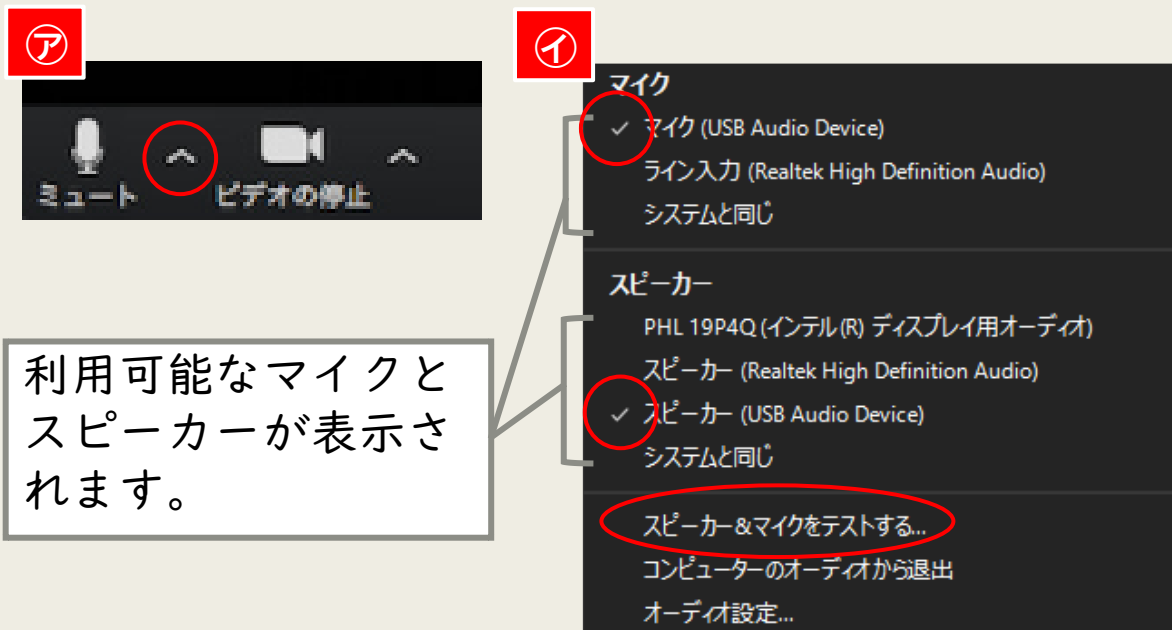 ㋐
ミュート
ビデオの停止
利用可能なマイクと
スピーカーが表示さ
れます。
㋑
マイク
マイク (USB Audio Device)
ライン入力 (Realtek High Definition Audio)
システムと同じ
スピーカー
PHL 19P4Q (インテル(R) ディスプレイ用オーディオ)
スピーカー (Realtek High Definition Audio)
スピーカー (USB Audio Device)
システムと同じ
スピーカー&マイクをテストする...
コンピューターのオーディオから退出
オーディオ設定...